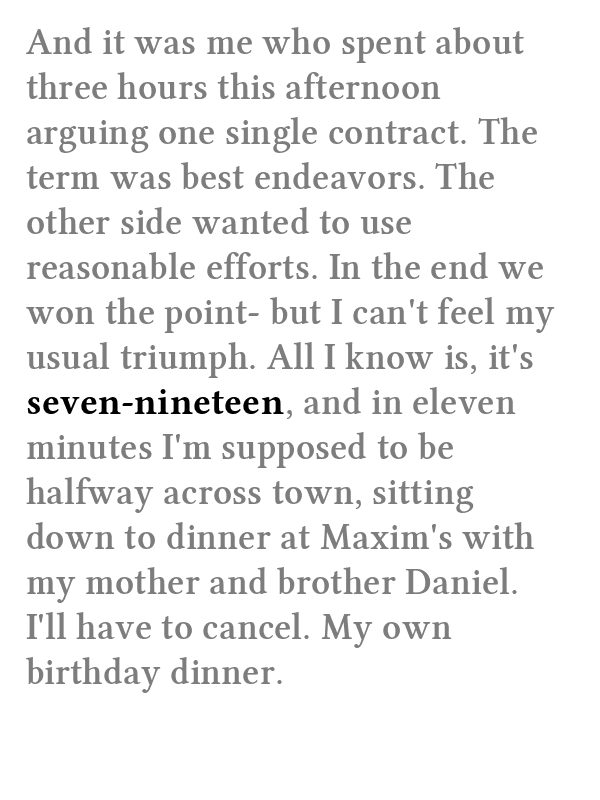 And it was me who spent about
three hours this afternoon
arguing one single contract. The
term was best endeavors. The
other side wanted to use
reasonable efforts. In the end we
won the point- but I can't feel my
usual triumph. All I know is, it's
seven-nineteen, and in eleven
minutes I'm supposed to be
halfway across town, sitting
down to dinner at Maxim's with
my mother and brother Daniel.
I'll have to cancel. My own
birthday dinner.